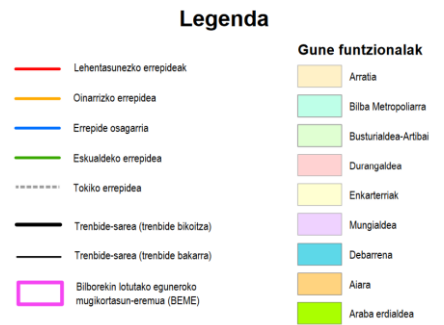 Legenda
Lehentasunezko errepideak
Oinarrizko errepidea
Errepide osagarria
Eskualdeko errepidea
Tokiko errepidea
Trenbide-sarea (trenbide bikoitza)
Trenbide-sarea (trenbide bakarra)
Bilborekin lotutako eguneroko
mugikortasun-eremua (BEME)
Gune funtzionalak
Arratia
Bilba Metropoliarra
Busturialdea-Artibai
Durangaldea
Enkarterriak
Mungialdea
Debarrena
Aiara
Araba erdialdea